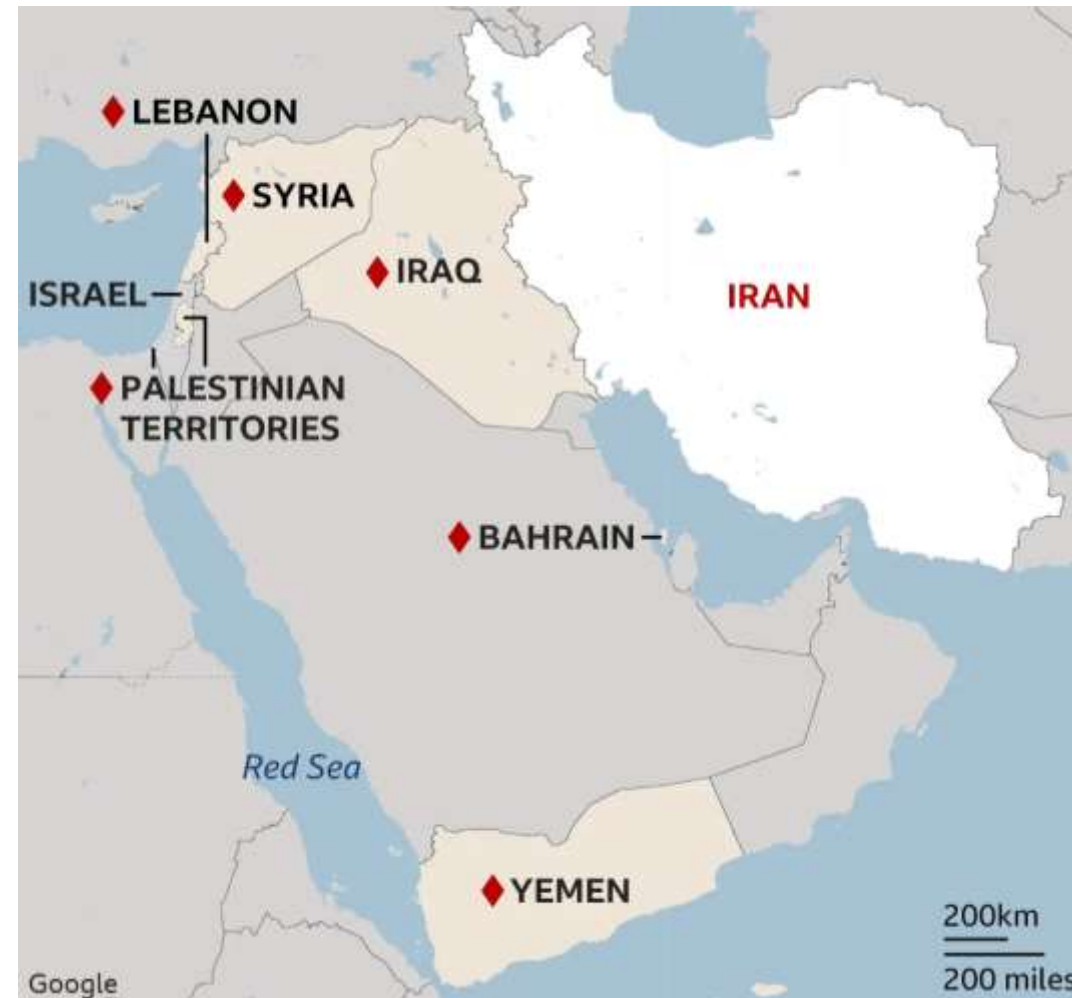 LEBANON
SYRIA
IRAQ
ISRAEL
IRAN
PALESTINIAN
TERRITORIES
BAHRAIN
Red Sea
YEMEN
200km
200 miles
Google